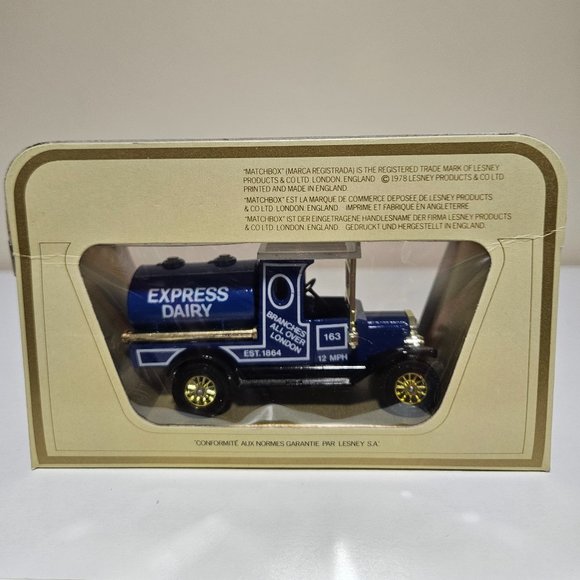 "MATCHBOX" (MARCA REGISTRADA) IS THE REGISTERED TRADE MARK OF LESNEY
PRODUCTS & CO LTD. LONDON. ENGLAND ©1978 LESNEY PRODUCTS & CO LTD
PRINTED AND MADE IN ENGLAND
"MATCHBOX" EST LA MARQUE DE COMMERCE DEPOSEE DE LESNEY PRODUCTS
& CO LTD. LONDON, ENGLAND. IMPRIME ET FABRIQUE EN ANGLETERRE
"MATCHBOX" IST DER EINGETRAGENE HANDLESNAME DER FIRMA LESNEY PRODUCTS
& CO LTD. LONDON, ENGLAND. GEDRUCKT UND HERGESTELLT IN ENGLAND.
EXPRESS
DAIRY
BRANCHES
ALL OVER
LONDON
EST. 1864
163
12 MPH
"CONFORMITÉ AUX NORMES GARANTIE PAR LESNEY S.A."